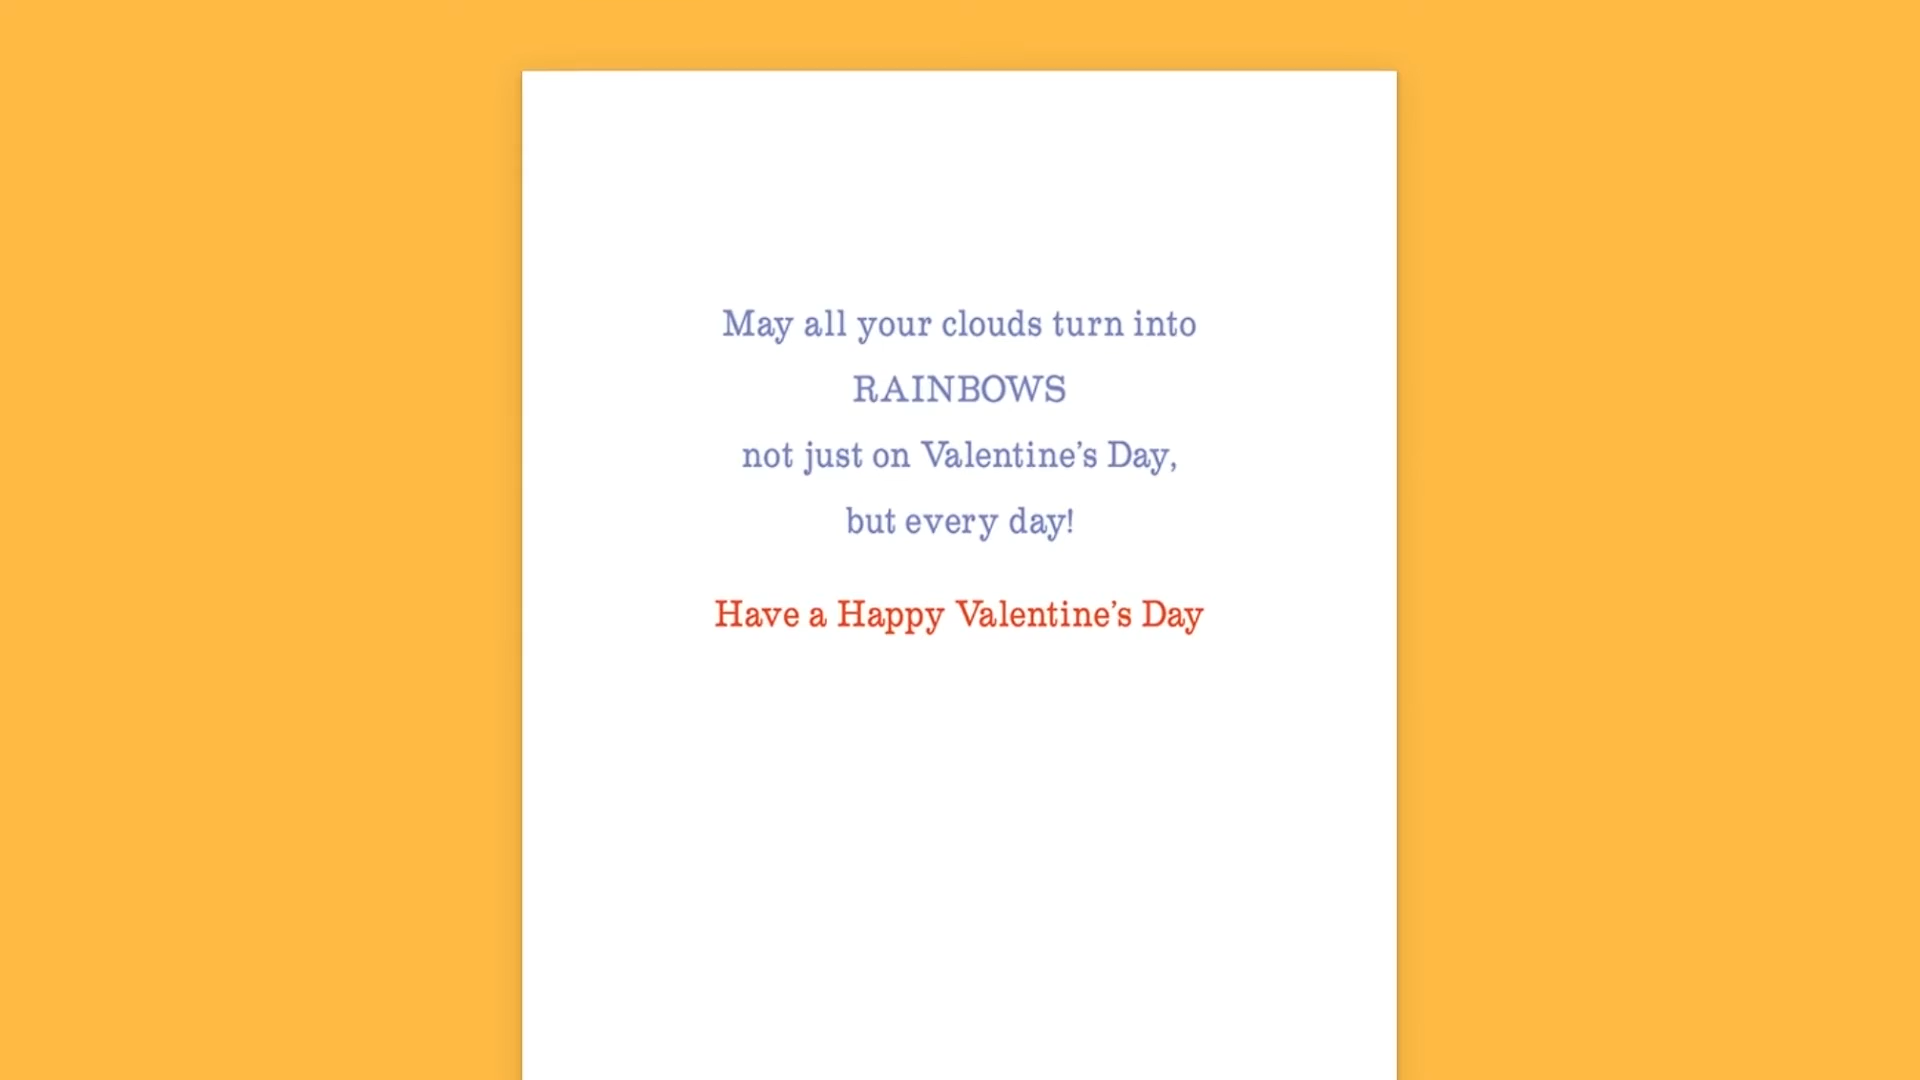 May all your clouds turn into
RAINBOWS
not just on Valentine’s Day,
but every day!
Have a Happy Valentine’s Day